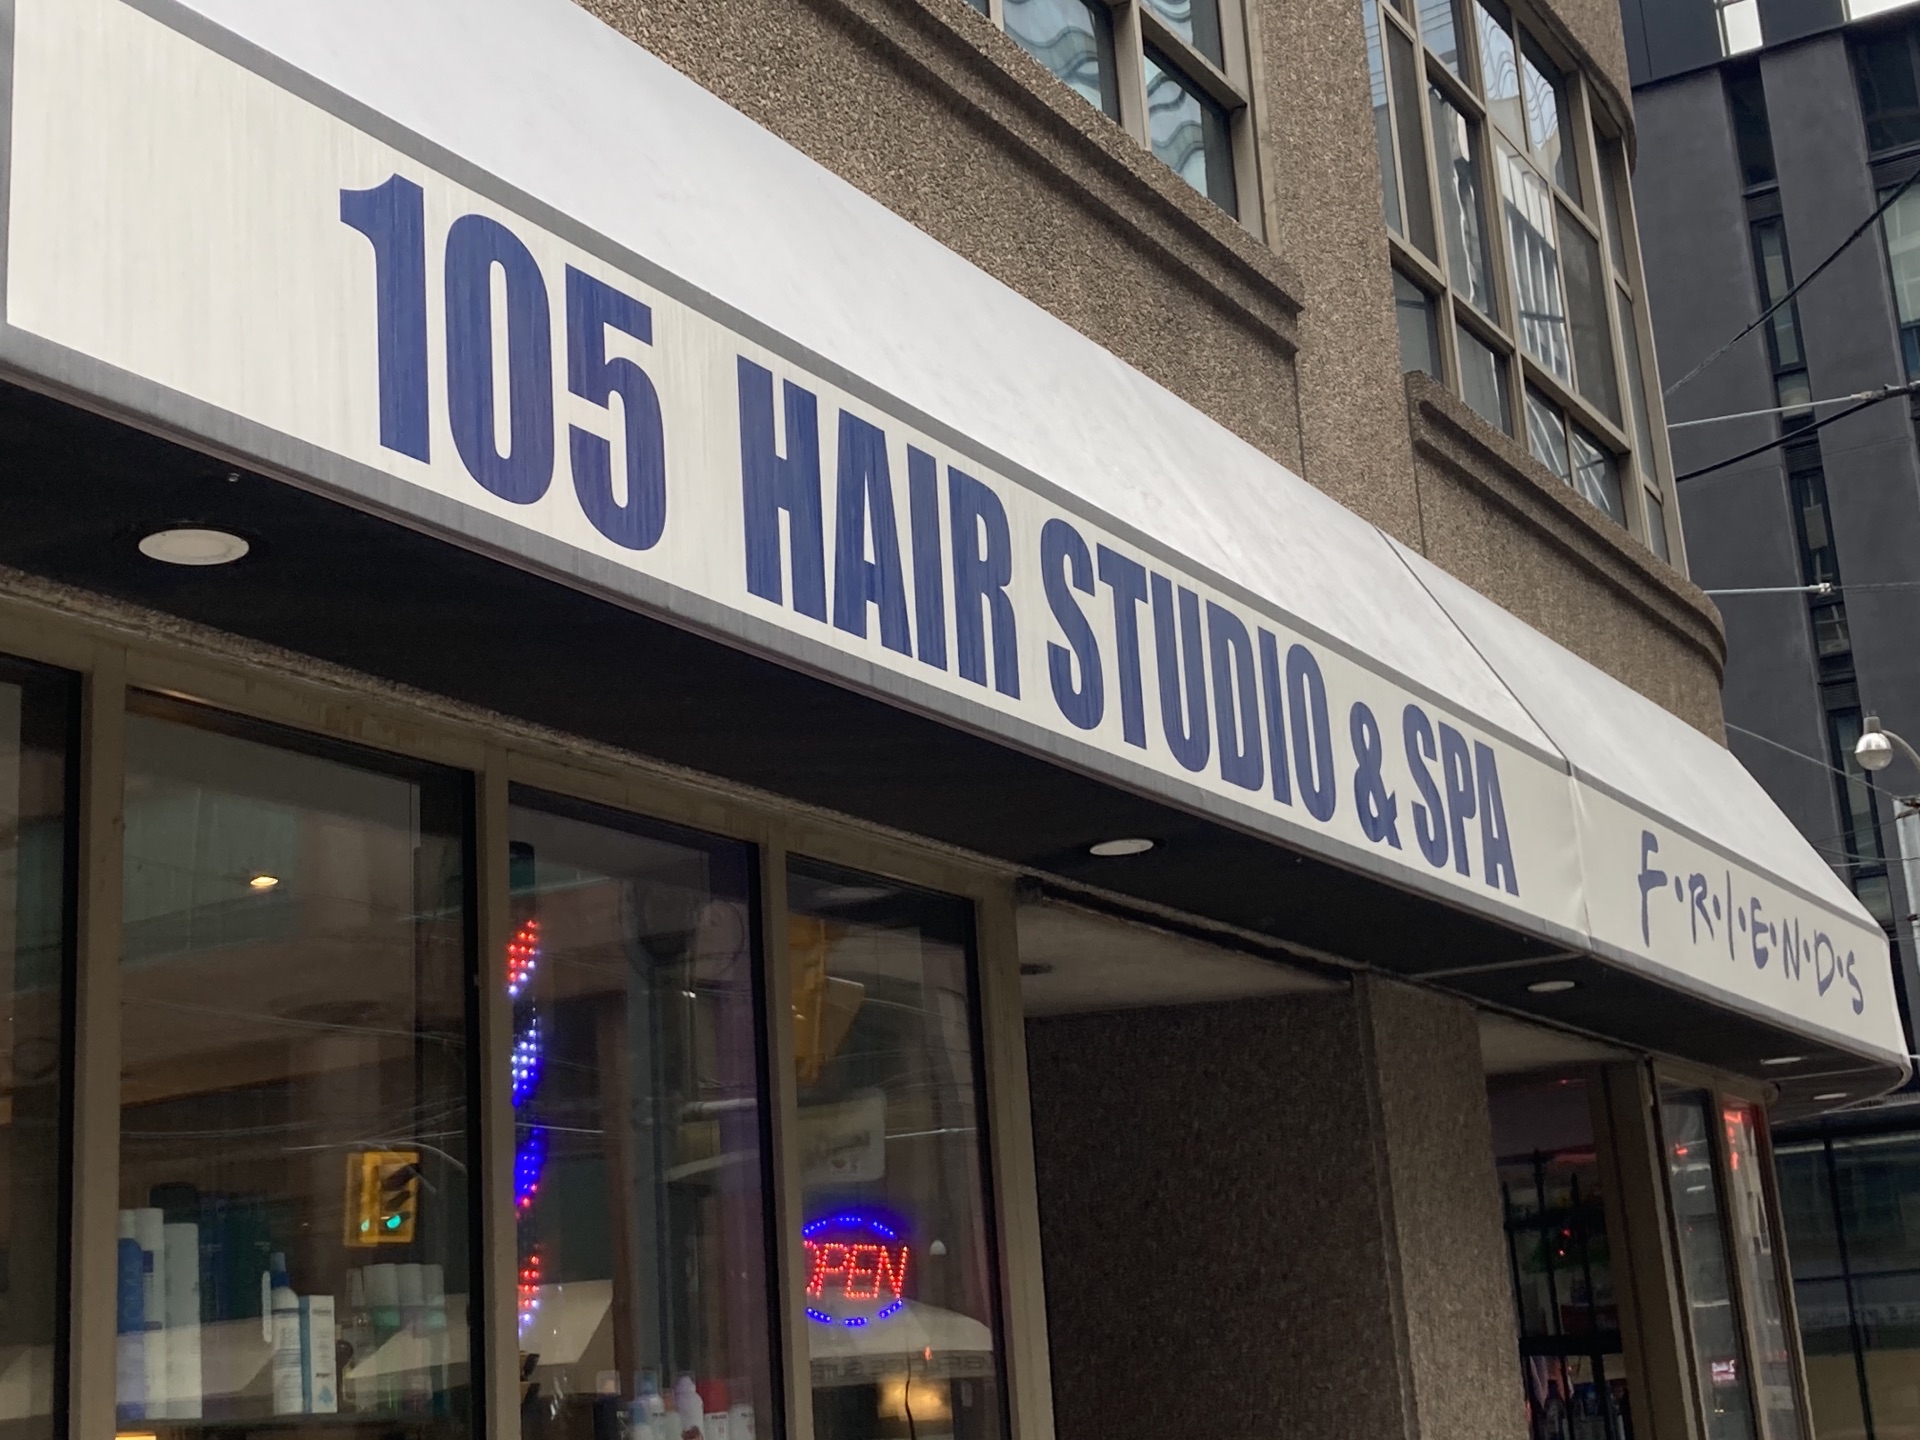 105 HAIR STUDIO & SPA
F•R•I•E•N•D•S
OPEN